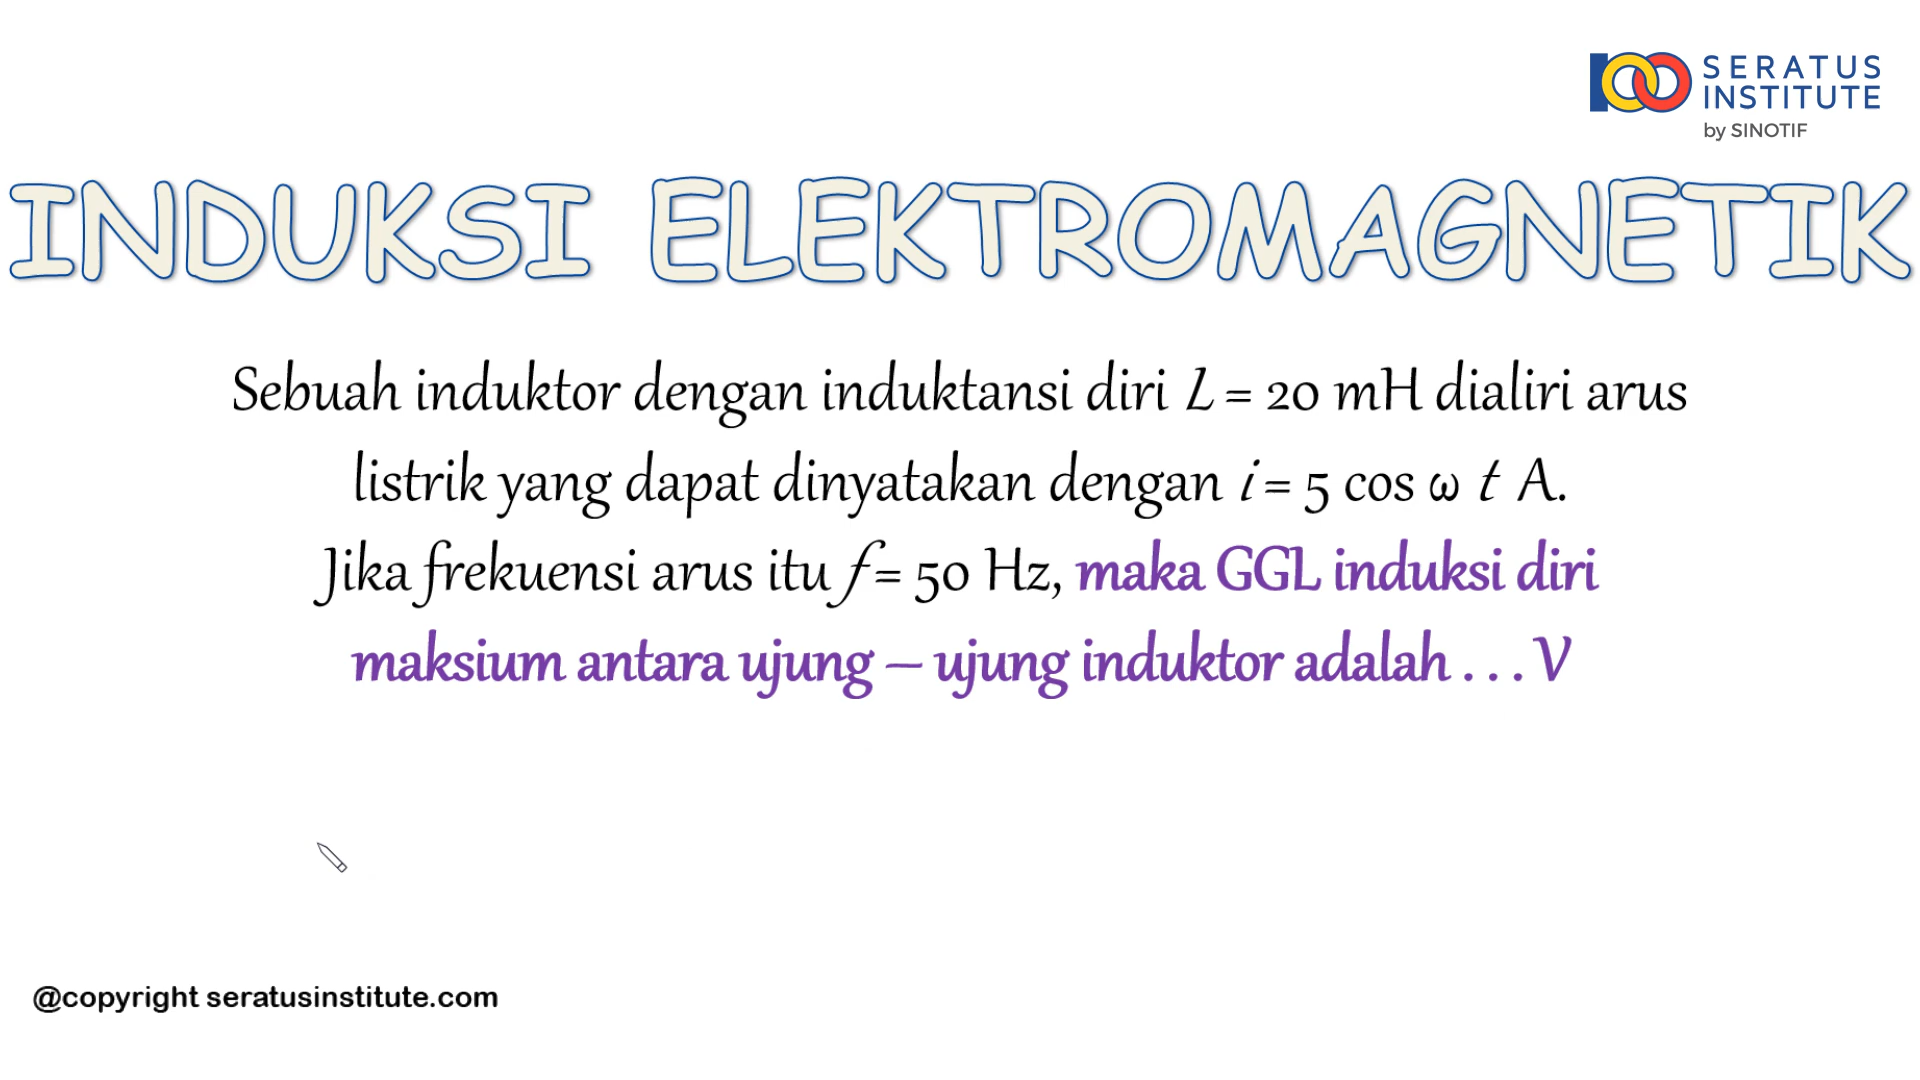 SERATUS
INSTITUTE
by SINOTIF
INDUKSI ELEKTROMAGNETIK
Sebuah induktor dengan induktansi diri L = 20 mH dialiri arus
listrik yang dapat dinyatakan dengan i = 5 cos ω t A.
Jika frekuensi arus itu f = 50 Hz, maka GGL induksi diri
maksium antara ujung – ujung induktor adalah . . . V
@copyright seratusinstitute.com